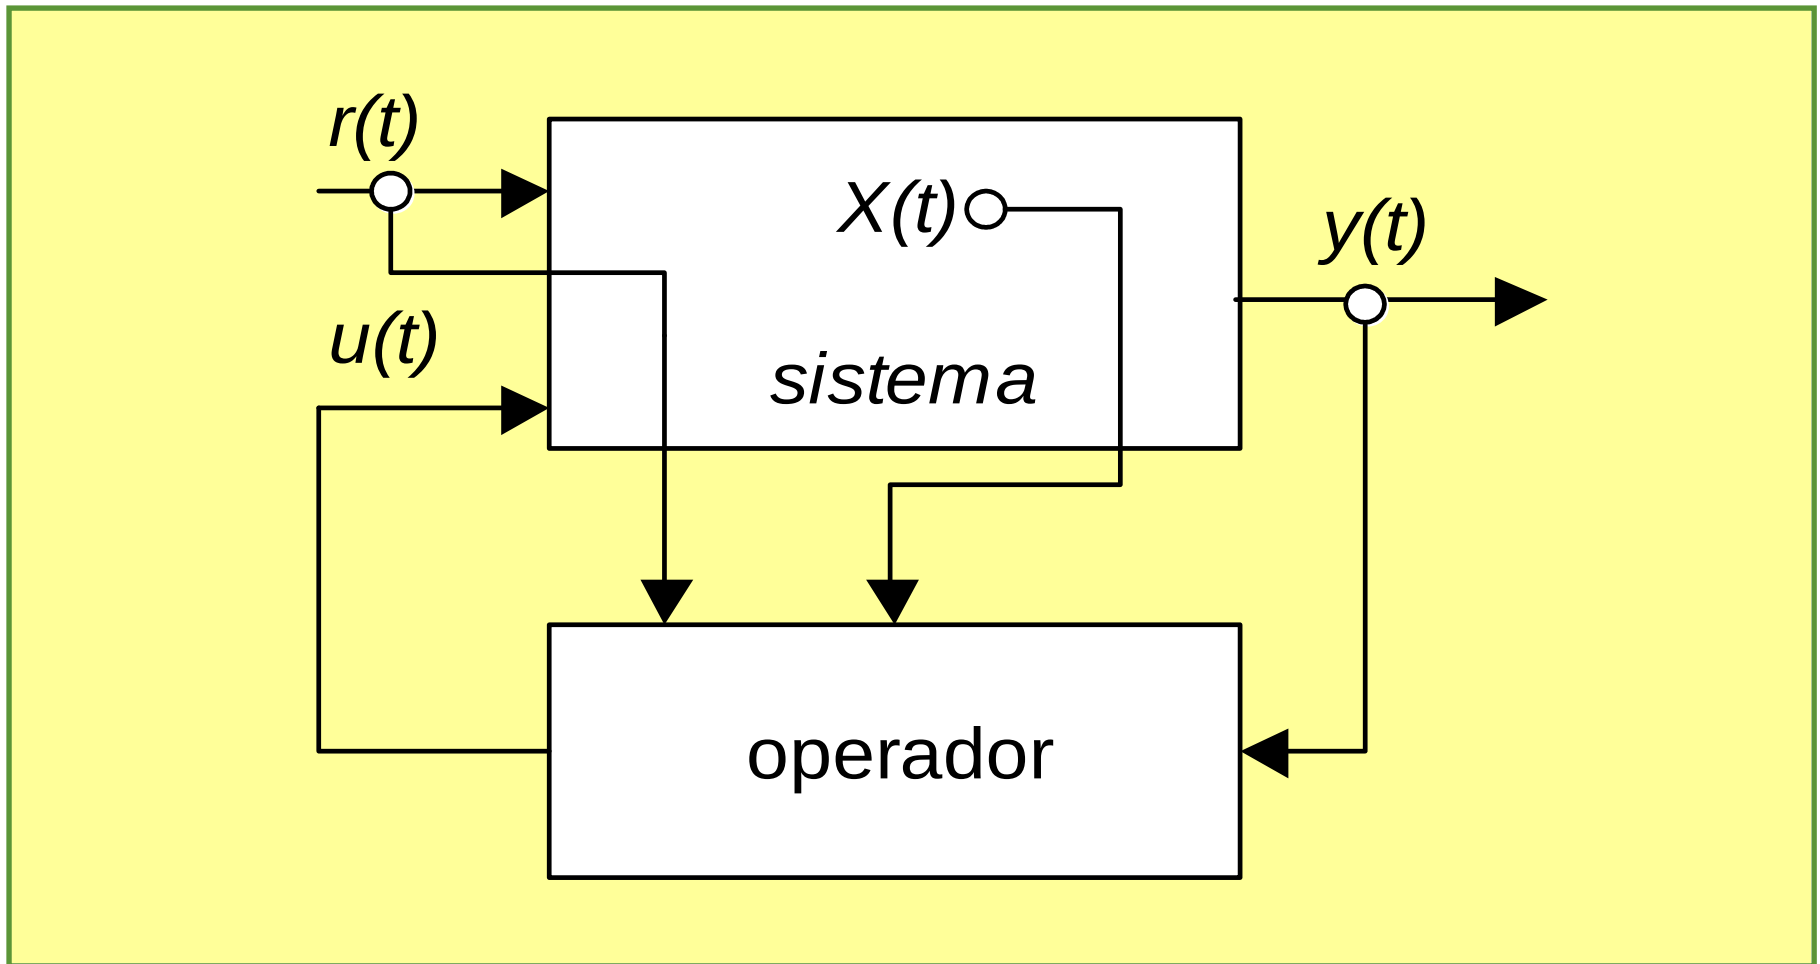 r(t)
X(t)
y(t)
u(t)
sistema
operador